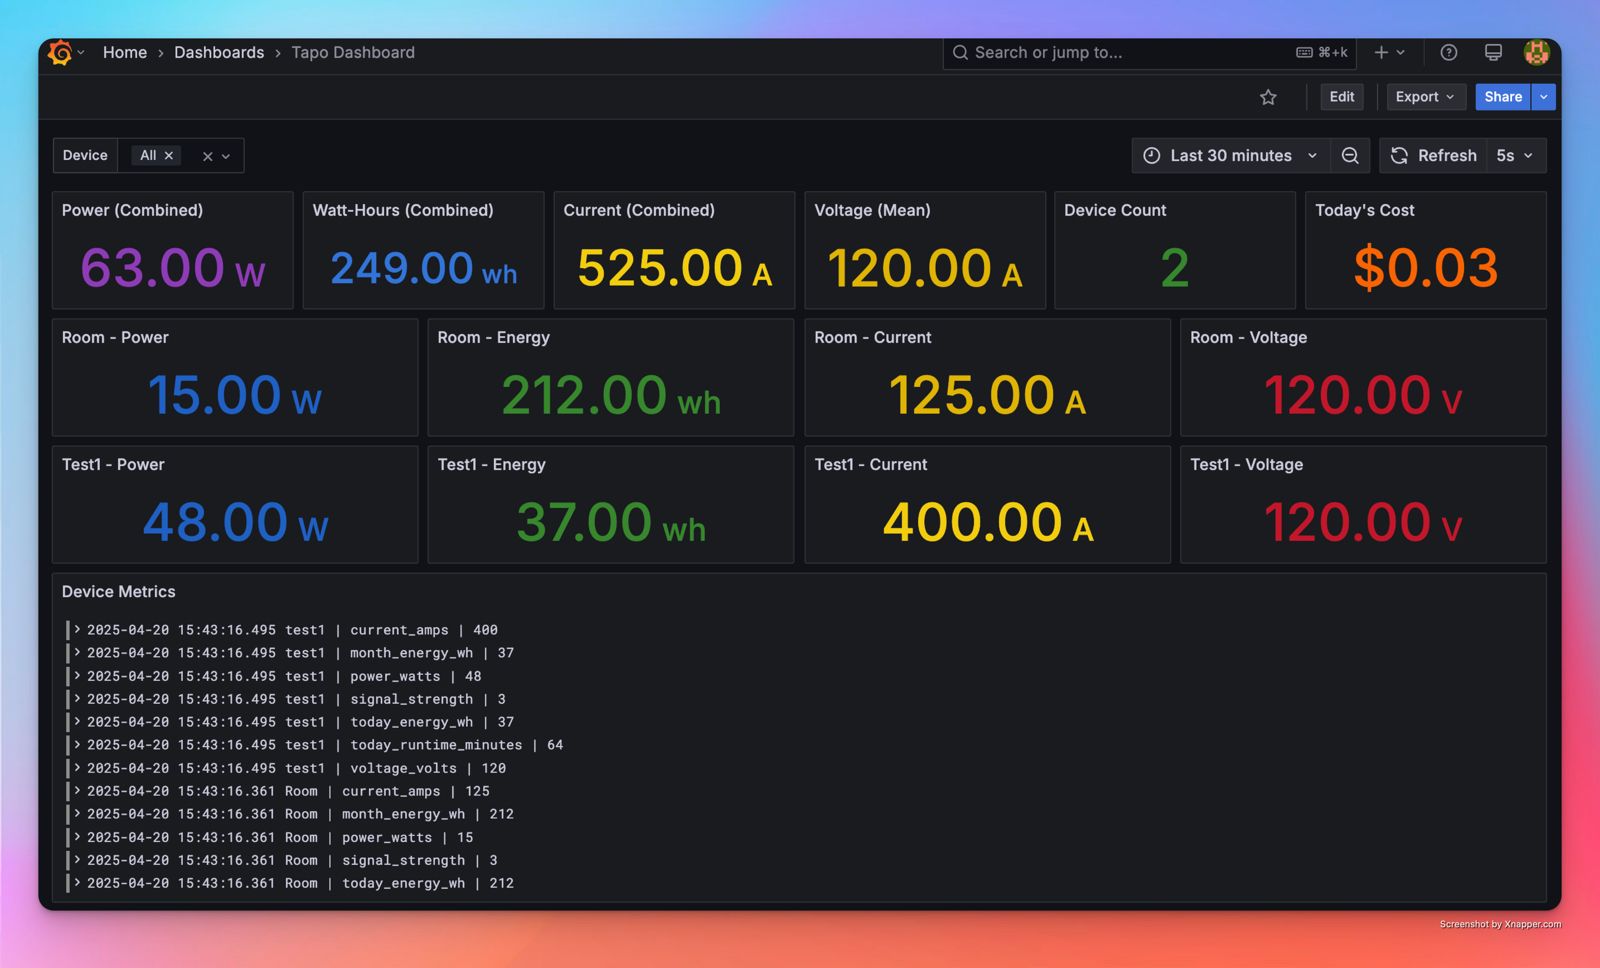 Home › Dashboards › Tapo Dashboard
Search or jump to... ⌘+k
Edit Export Share
Device All
Last 30 minutes Refresh 5s
Power (Combined) Watt-Hours (Combined) Current (Combined) Voltage (Mean) Device Count Today's Cost
63.00 W 249.00 wh 525.00 A 120.00 A 2 $0.03
Room - Power Room - Energy Room - Current Room - Voltage
15.00 W 212.00 wh 125.00 A 120.00 V
Test1 - Power Test1 - Energy Test1 - Current Test1 - Voltage
48.00 W 37.00 wh 400.00 A 120.00 V
Device Metrics
2025-04-20 15:43:16.495 test1 | current_amps | 400
2025-04-20 15:43:16.495 test1 | month_energy_wh | 37
2025-04-20 15:43:16.495 test1 | power_watts | 48
2025-04-20 15:43:16.495 test1 | signal_strength | 3
2025-04-20 15:43:16.495 test1 | today_energy_wh | 37
2025-04-20 15:43:16.495 test1 | today_runtime_minutes | 64
2025-04-20 15:43:16.495 test1 | voltage_volts | 120
2025-04-20 15:43:16.361 Room | current_amps | 125
2025-04-20 15:43:16.361 Room | month_energy_wh | 212
2025-04-20 15:43:16.361 Room | power_watts | 15
2025-04-20 15:43:16.361 Room | signal_strength | 3
2025-04-20 15:43:16.361 Room | today_energy_wh | 212
Screenshot by Xnapper.com